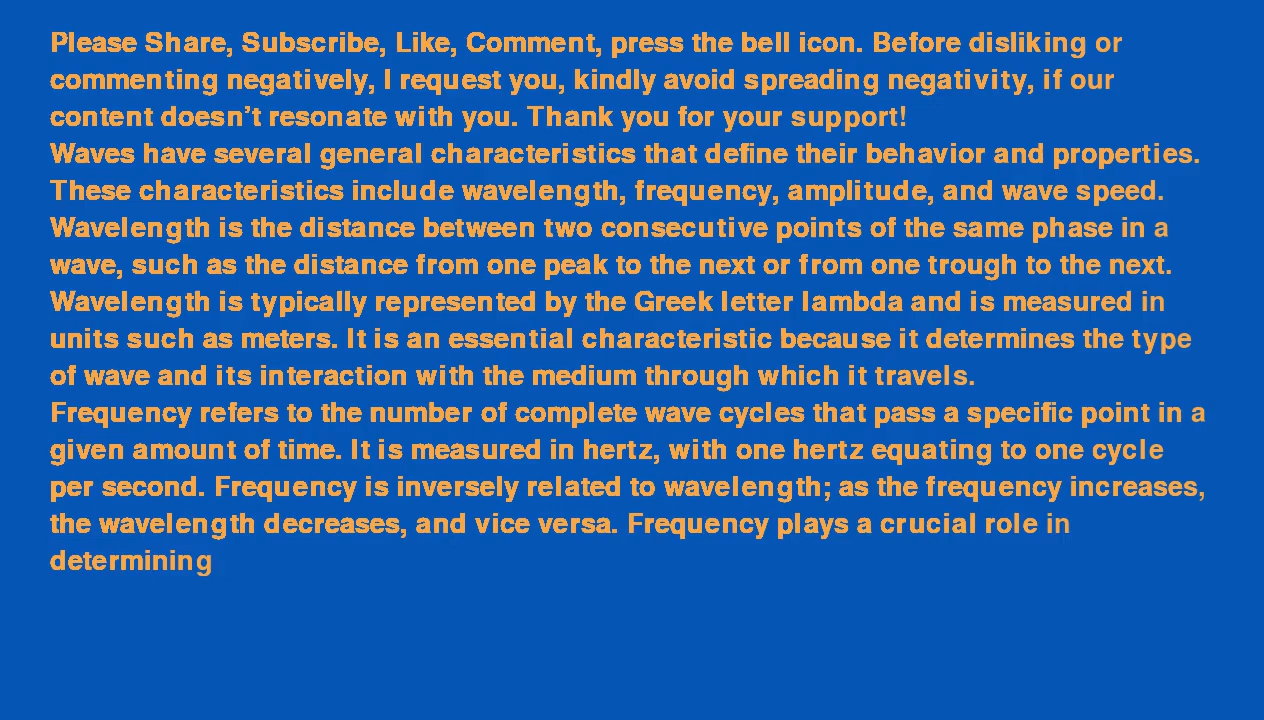 Please Share, Subscribe, Like, Comment, press the bell icon. Before disliking or
commenting negatively, I request you, kindly avoid spreading negativity, if our
content doesn’t resonate with you. Thank you for your support!
Waves have several general characteristics that define their behavior and properties.
These characteristics include wavelength, frequency, amplitude, and wave speed.
Wavelength is the distance between two consecutive points of the same phase in a
wave, such as the distance from one peak to the next or from one trough to the next.
Wavelength is typically represented by the Greek letter lambda and is measured in
units such as meters. It is an essential characteristic because it determines the type
of wave and its interaction with the medium through which it travels.
Frequency refers to the number of complete wave cycles that pass a specific point in a
given amount of time. It is measured in hertz, with one hertz equating to one cycle
per second. Frequency is inversely related to wavelength; as the frequency increases,
the wavelength decreases, and vice versa. Frequency plays a crucial role in
determining